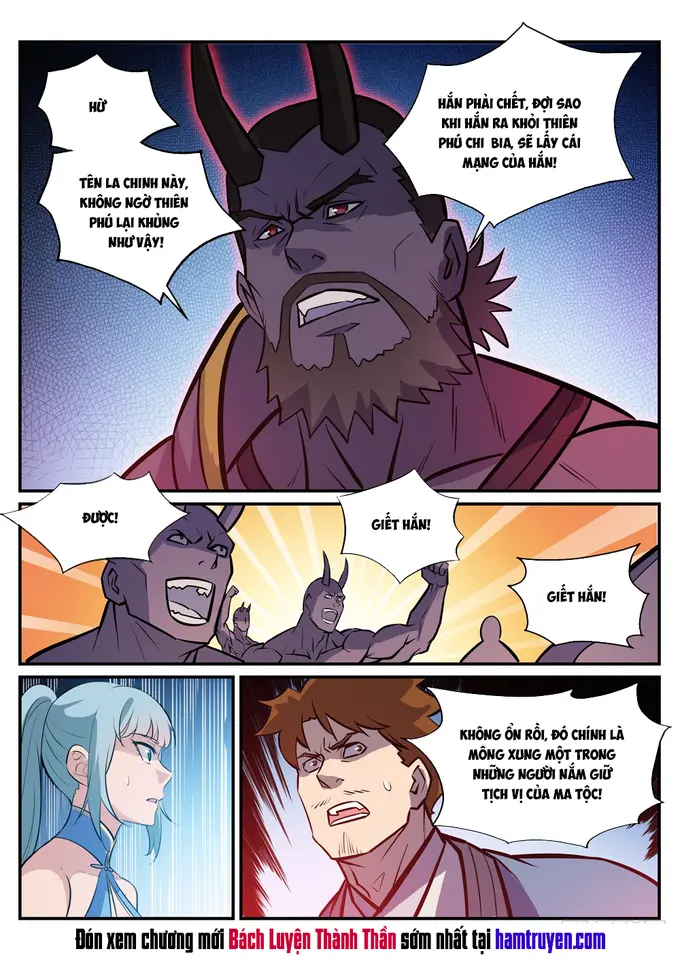 HỪ
TÊN LA CHINH NÀY,
KHÔNG NGỜ THIÊN
PHÚ LẠI KHỦNG
NHƯ VẬY!
HẮN PHẢI CHẾT, ĐỢI SAO
KHI HẮN RA KHỎI THIÊN
PHÚ CHI BIA, SẼ LẤY CÁI
MẠNG CỦA HẮN!
ĐƯỢC!
GIẾT HẮN!
GIẾT HẮN!
KHÔNG ỔN RỒI, ĐÓ CHÍNH LÀ
MÔNG XUNG MỘT TRONG
NHỮNG NGƯỜI NẮM GIỮ
TỊCH VỊ CỦA MA TỘC!
Đón xem chương mới Bách Luyện Thành Thần sớm nhất tại hamtruyen.com